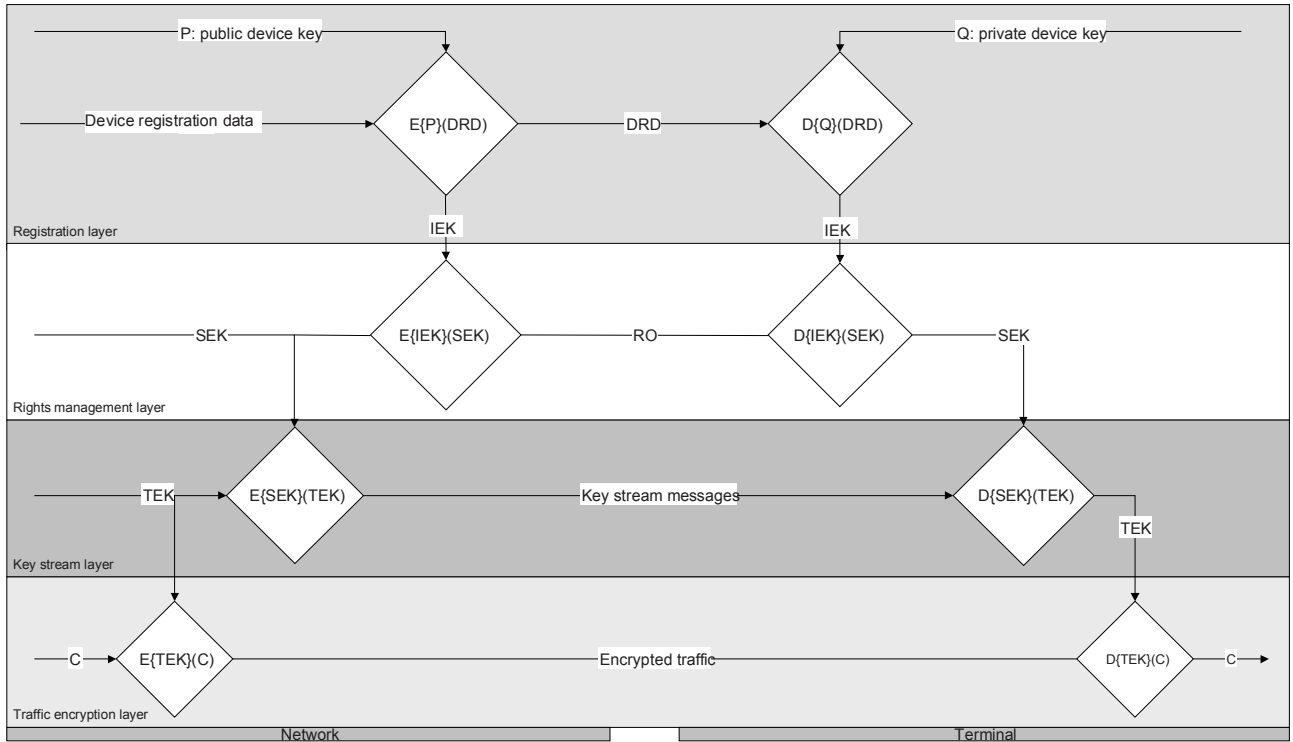 P: public device key
Q: private device key
Device registration data
E{P}(DRD)
DRD
D{Q}(DRD)
IEK
IEK
Registration layer
SEK
E{IEK}(SEK)
RO
D{IEK}(SEK)
SEK
Rights management layer
TEK
E{SEK}(TEK)
Key stream messages
D{SEK}(TEK)
TEK
Key stream layer
C
E{TEK}(C)
Encrypted traffic
D{TEK}(C)
C
Traffic encryption layer
Network
Terminal